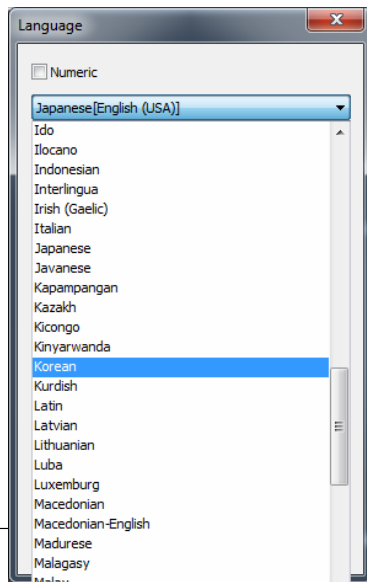 Language
Numeric
Japanese[English (USA)]
Ido
Ilocano
Indonesian
Interlingua
Irish (Gaelic)
Italian
Japanese
Javanese
Kapampangan
Kazakh
Kicongo
Kinyarwanda
Korean
Kurdish
Latin
Latvian
Lithuanian
Luba
Luxemburg
Macedonian
Macedonian-English
Madurese
Malagasy
Malay